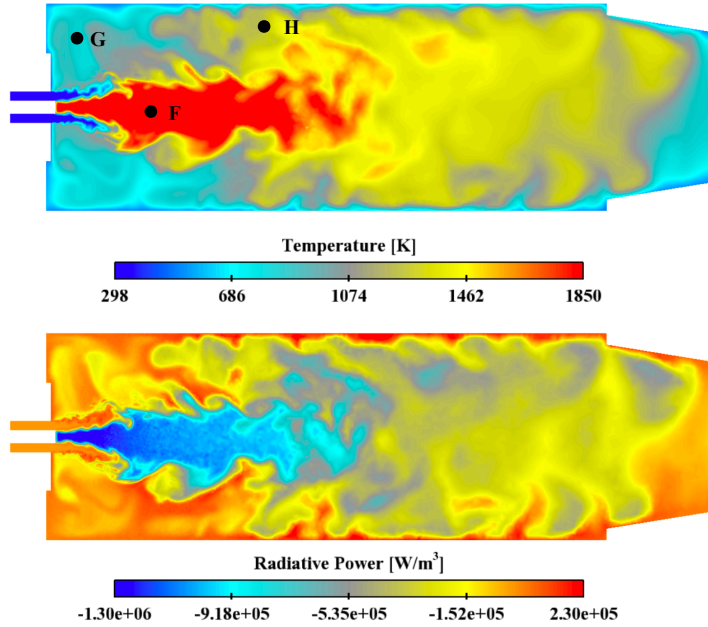 G
H
F
Temperature [K]
298 686 1074 1462 1850
Radiative Power [W/m³]
-1.30e+06 -9.18e+05 -5.35e+05 -1.52e+05 2.30e+05